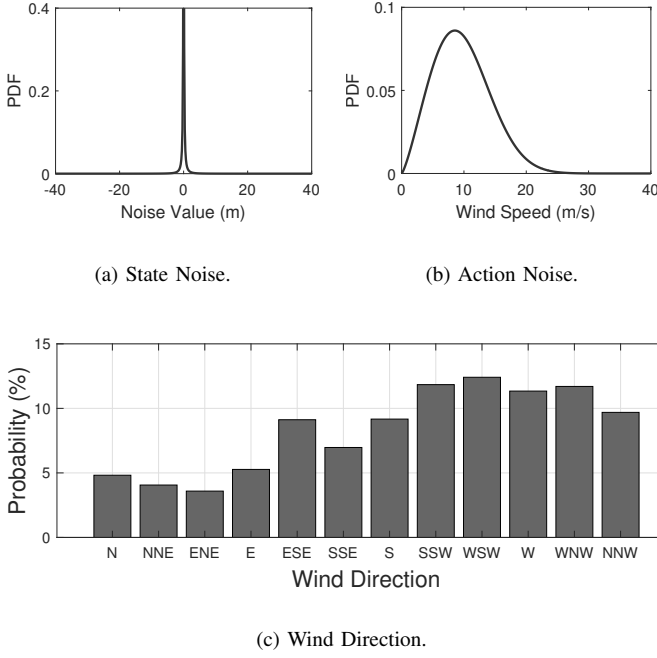 0.4
0.2
0
PDF
-40 -20 0 20 40
Noise Value (m)
(a) State Noise.
0.1
0.05
0
PDF
0 10 20 30 40
Wind Speed (m/s)
(b) Action Noise.
15
10
5
0
Probability (%)
N NNE ENE E ESE SSE S SSW WSW W WNW NNW
Wind Direction
(c) Wind Direction.